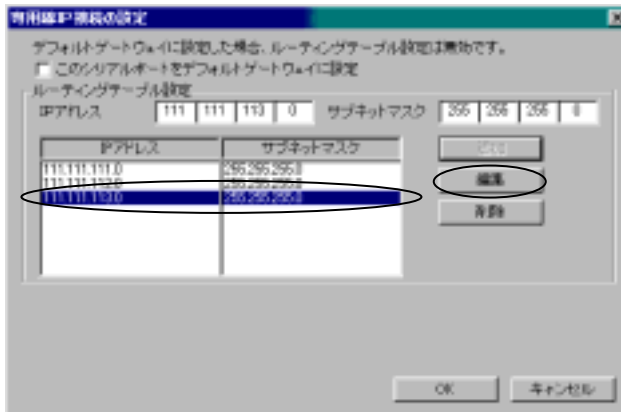 専用線IP接続の設定
デフォルトゲートウェイに設定した場合、ルーティングテーブル設定は無効です。
このシリアルポートをデフォルトゲートウェイに設定
ルーティングテーブル設定
IPアドレス 111 111 113 0 サブネットマスク 255 255 255 0
IPアドレス サブネットマスク
111.111.111.0 255.255.255.0
111.111.112.0 255.255.255.0
111.111.113.0 255.255.255.0
編集
削除
OK キャンセル